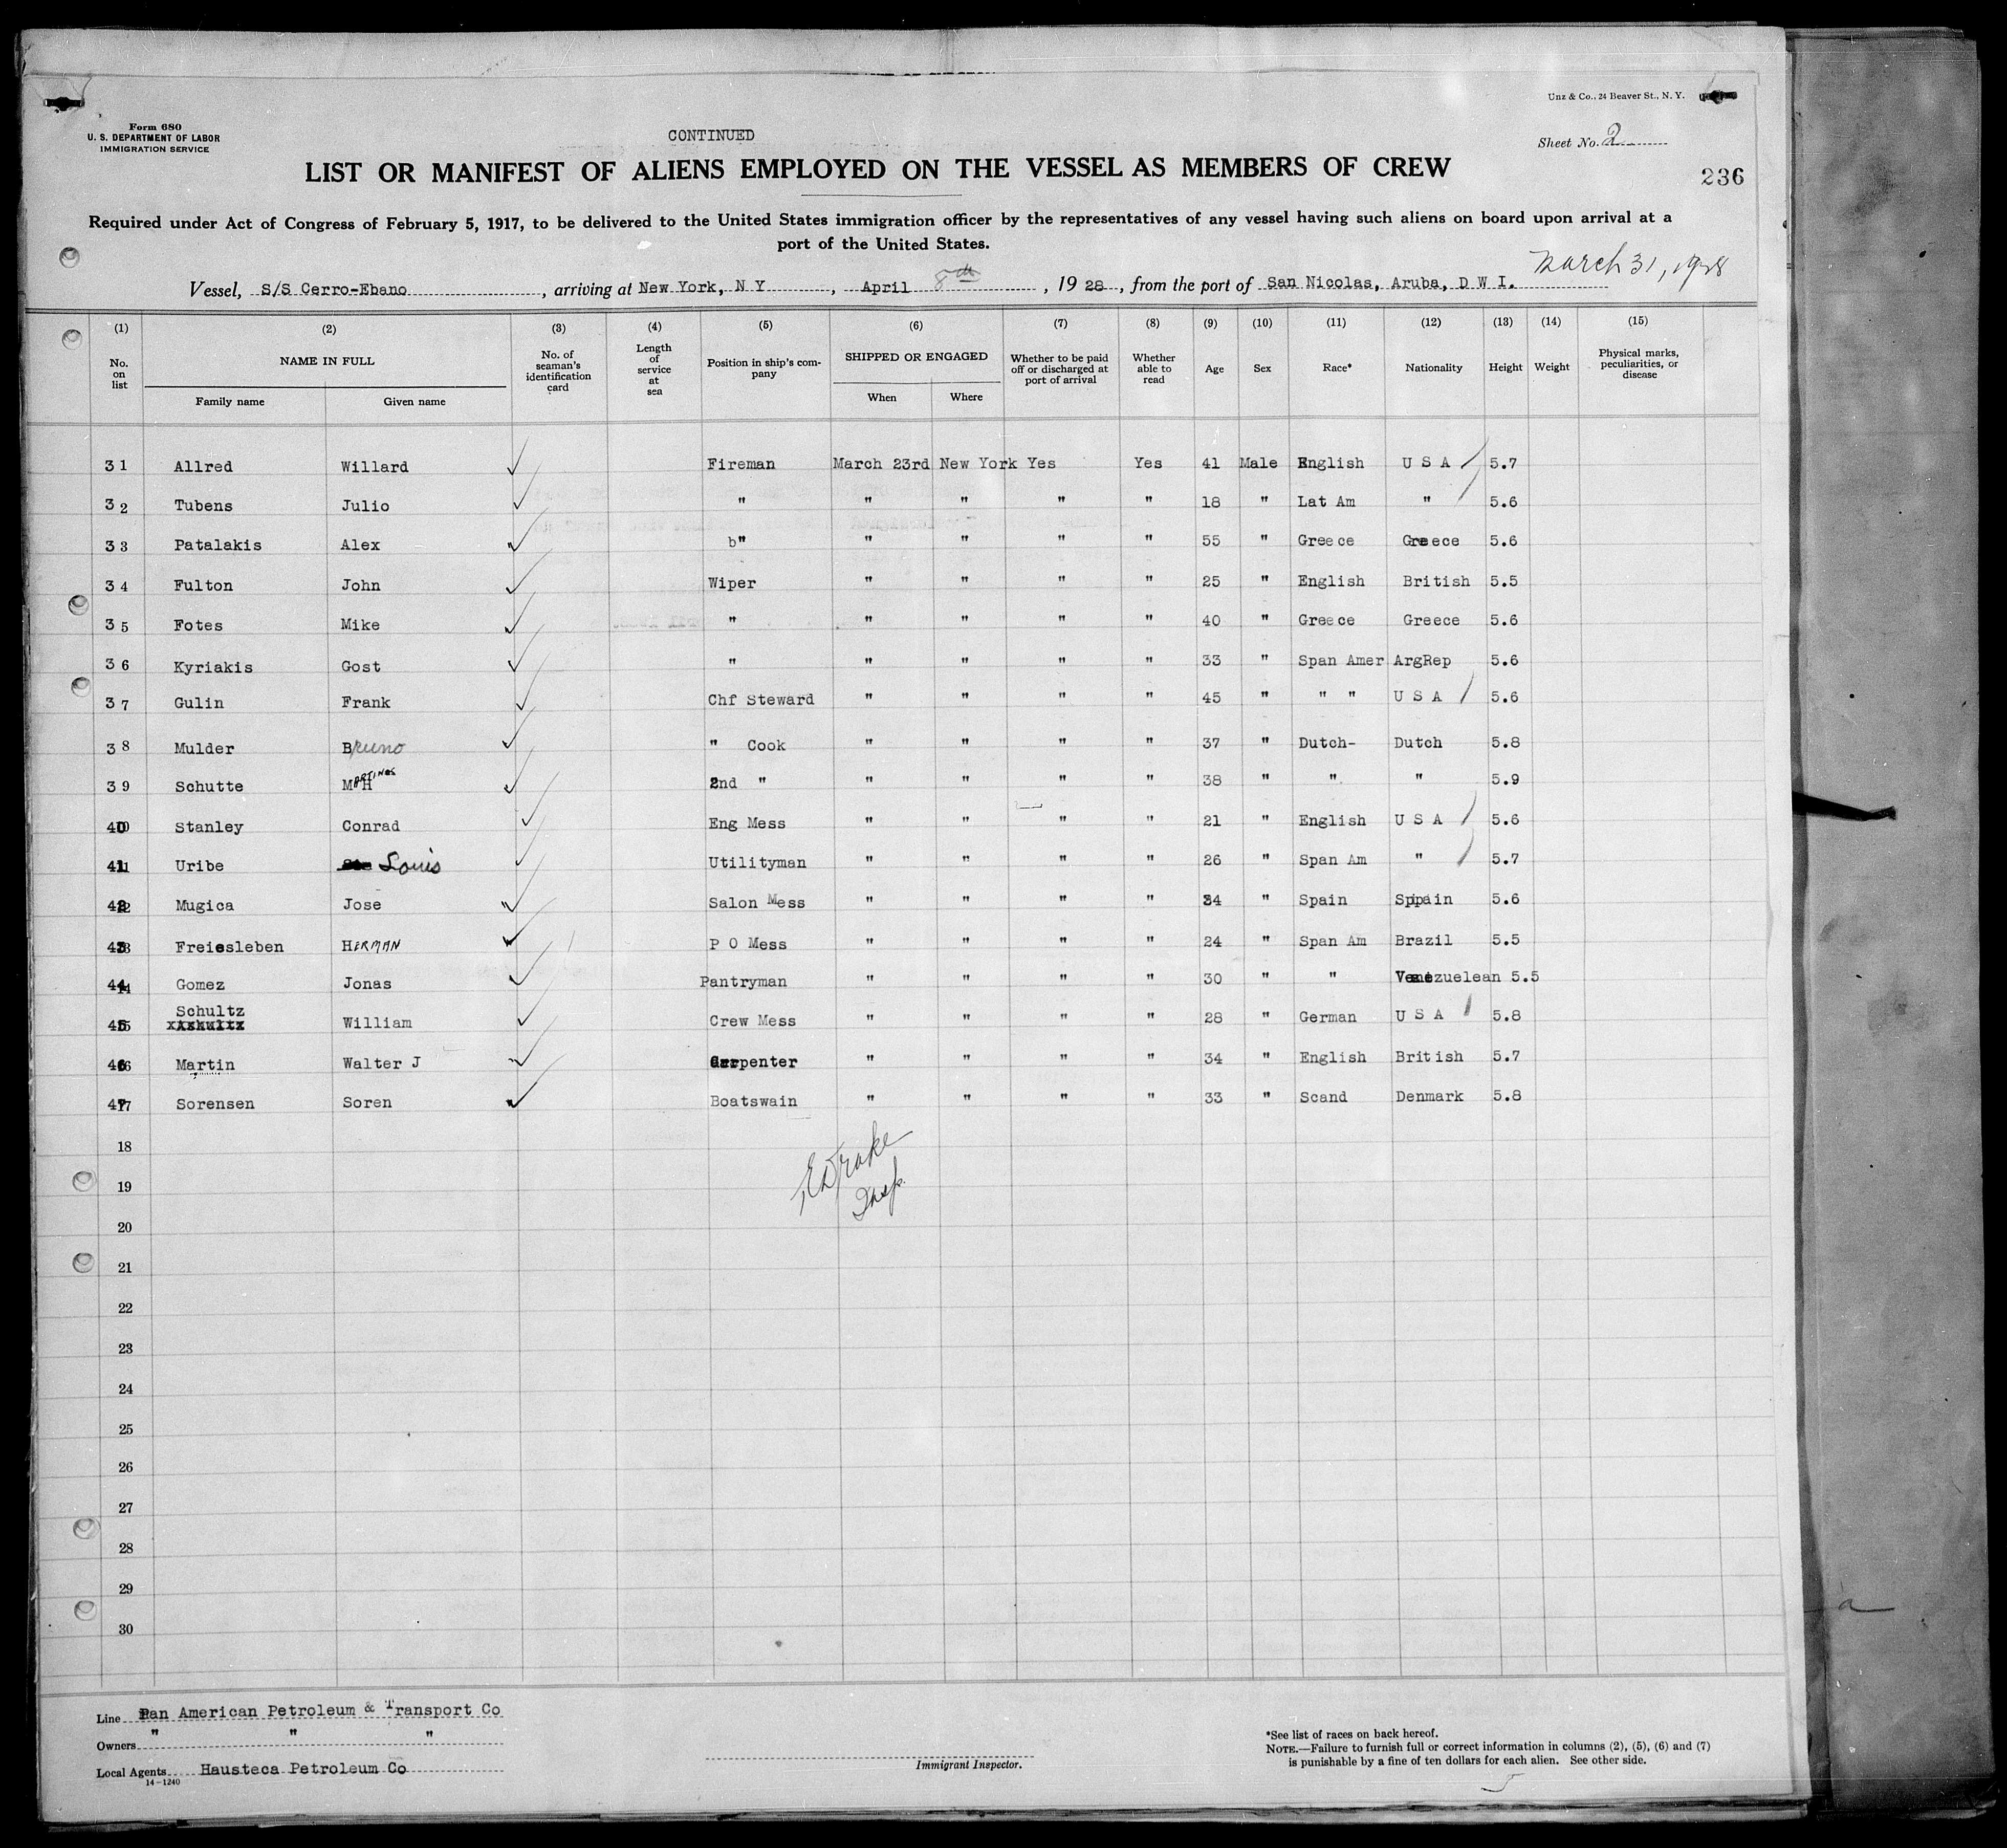 Unz & Co., 24 Beaver St., N. Y.
Form 680
U. S. DEPARTMENT OF LABOR
IMMIGRATION SERVICE
CONTINUED
Sheet No. 2
LIST OR MANIFEST OF ALIENS EMPLOYED ON THE VESSEL AS MEMBERS OF CREW
236
Required under Act of Congress of February 5, 1917, to be delivered to the United States immigration officer by the representatives of any vessel having such aliens on board upon arrival at a
port of the United States.
March 31, 1928
Vessel, S/S Cerro-Ebano, arriving at New York, N Y, April 8th, 1928, from the port of San Nicolas, Aruba, D W I.
(1) (2) (3) (4) (5) (6) (7) (8) (9) (10) (11) (12) (13) (14) (15)
No. on list NAME IN FULL Family name Given name No. of seaman's identification card Length of service at sea Position in ship's company SHIPPED OR ENGAGED When Where Whether to be paid off or discharged at port of arrival Whether able to read Age Sex Race* Nationality Height Weight Physical marks, peculiarities, or disease
31 Allred Willard Fireman March 23rd New York Yes Yes 41 Male English U S A 5.7
32 Tubens Julio " " " " " 18 " Lat Am " 5.6
33 Patalakis Alex b" " " " " 55 " Greece Greece 5.6
34 Fulton John Wiper " " " " 25 " English British 5.5
35 Fotes Mike " " " " " 40 " Greece Greece 5.6
36 Kyriakis Gost " " " " " 33 " Span Amer ArgRep 5.6
37 Gulin Frank Chf Steward " " " " 45 " " " U S A 5.6
38 Mulder Bruno " Cook " " " " 37 " Dutch- Dutch 5.8
39 Schutte MARTINUS H 2nd " " " " " 38 " " " 5.9
40 Stanley Conrad Eng Mess " " " 21 " English U S A 5.6
41 Uribe Louis Utilityman " " " " 26 " Span Am " 5.7
42 Mugica Jose Salon Mess " " " " 34 " Spain Spain 5.6
43 Freiesleben HERMAN P O Mess " " " " 24 " Span Am Brazil 5.5
44 Gomez Jonas Pantryman " " " " 30 " " Venezuelean 5.5
45 Schultz William Crew Mess " " " " 28 " German U S A 5.8
46 Martin Walter J Carpenter " " " " 34 " English British 5.7
47 Sorensen Soren Boatswain " " " " 33 " Scand Denmark 5.8
18
EDrake
19
Insp.
20
21
22
23
24
25
26
27
28
29
30
Line Pan American Petroleum & Transport Co
Owners " " "
Local Agents Hausteca Petroleum Co
14-1240
Immigrant Inspector.
*See list of races on back hereof.
NOTE.—Failure to furnish full or correct information in columns (2), (5), (6) and (7)
is punishable by a fine of ten dollars for each alien. See other side.